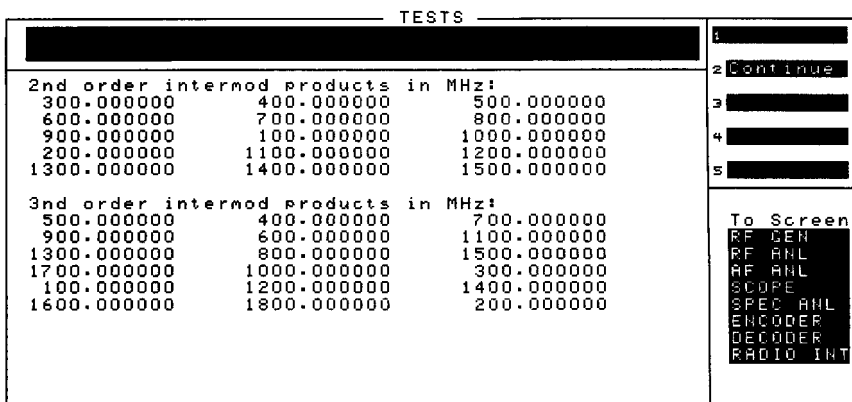 TESTS
2nd order intermod products in MHz:
300.000000 400.000000 500.000000
600.000000 700.000000 800.000000
900.000000 100.000000 1000.000000
200.000000 1100.000000 1200.000000
1300.000000 1400.000000 1500.000000
3nd order intermod products in MHz:
500.000000 400.000000 700.000000
900.000000 600.000000 1100.000000
1300.000000 800.000000 1500.000000
1700.000000 1000.000000 300.000000
100.000000 1200.000000 1400.000000
1600.000000 1800.000000 200.000000
1
2 Continue
3
4
5
To Screen
RF GEN
RF ANL
AF ANL
SCOPE
SPEC ANL
ENCODER
DECODER
RADIO INT